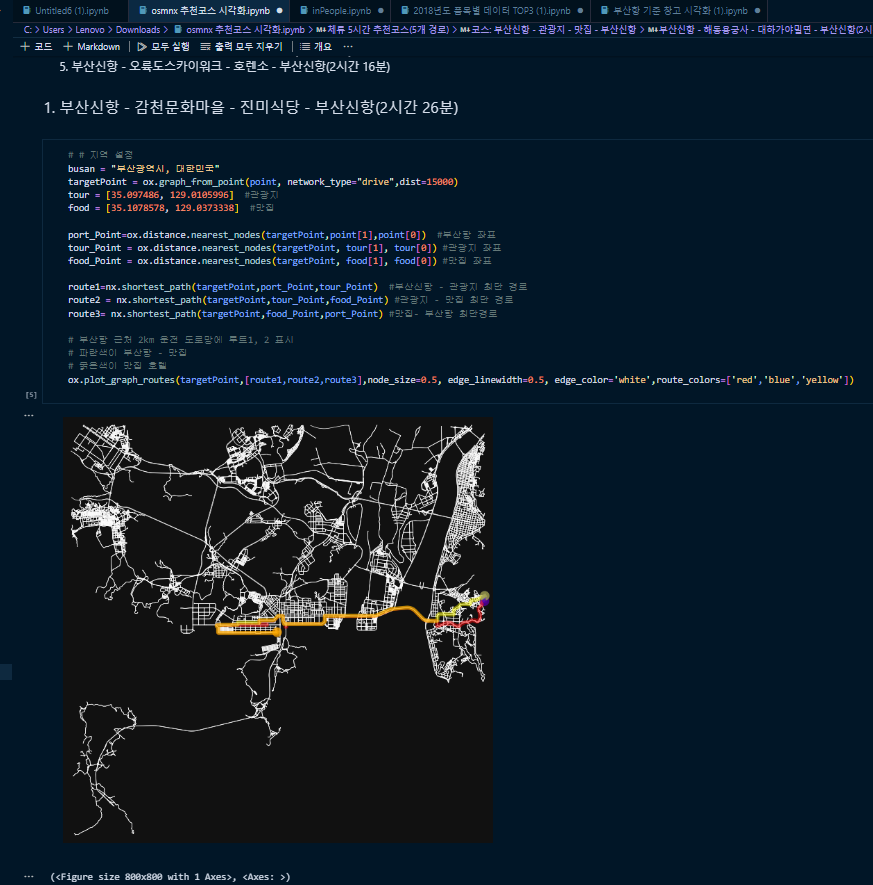 Untitled6 (1).ipynb
osmnx 추천코스 시각화.ipynb
inPeople.ipynb
2018년도 품목별 데이터 TOP3 (1).ipynb
부산항 기준 창고 시각화 (1).ipynb
C: > Users > Lenovo > Downloads > osmnx 추천코스 시각화.ipynb > M↓체류 5시간 추천코스(5개 경로) > M↓코스: 부산신항 - 관광지 - 맛집 - 부산신항 > M↓부산신항 - 해동용궁사 - 대하가야밀면 - 부산신항(2시
+ 코드 + Markdown 모두 실행 출력 모두 지우기 개요 ...
5. 부산신항 - 오륙도스카이워크 - 호렌소 - 부산신항(2시간 16분)
1. 부산신항 - 감천문화마을 - 진미식당 - 부산신항(2시간 26분)
# # 지역 설정
busan = "부산광역시, 대한민국"
targetPoint = ox.graph_from_point(point, network_type="drive",dist=15000)
tour = [35.097486, 129.0105996] #관광지
food = [35.1078578, 129.0373338] #맛집
port_Point=ox.distance.nearest_nodes(targetPoint,point[1],point[0]) #부산항 좌표
tour_Point = ox.distance.nearest_nodes(targetPoint, tour[1], tour[0]) #관광지 좌표
food_Point = ox.distance.nearest_nodes(targetPoint, food[1], food[0]) #맛집 좌표
route1=nx.shortest_path(targetPoint,port_Point,tour_Point) #부산신항 - 관광지 최단 경로
route2 = nx.shortest_path(targetPoint,tour_Point,food_Point) #관광지 - 맛집 최단 경로
route3= nx.shortest_path(targetPoint,food_Point,port_Point) #맛집- 부산항 최단경로
# 부산항 근처 2km 운전 도로망에 루트1, 2 표시
# 파란색이 부산항 - 맛집
# 붉은색이 맛집 호텔
ox.plot_graph_routes(targetPoint,[route1,route2,route3],node_size=0.5, edge_linewidth=0.5, edge_color='white',route_colors=['red','blue','yellow'])
[5]
...
... (<Figure size 800x800 with 1 Axes>, <Axes: >)